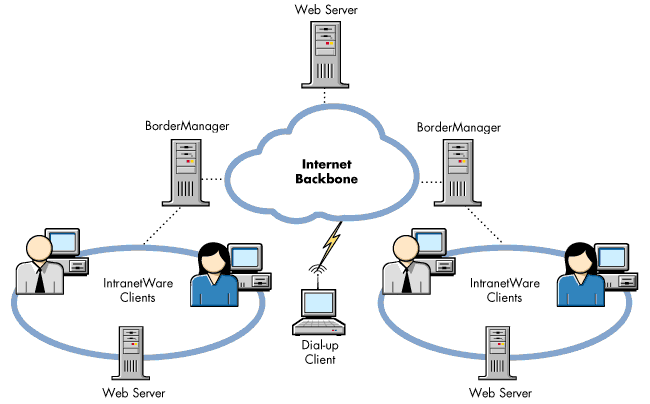 Web Server
BorderManager
BorderManager
Internet
Backbone
IntranetWare
Clients
IntranetWare
Clients
Dial-up
Client
Web Server
Web Server